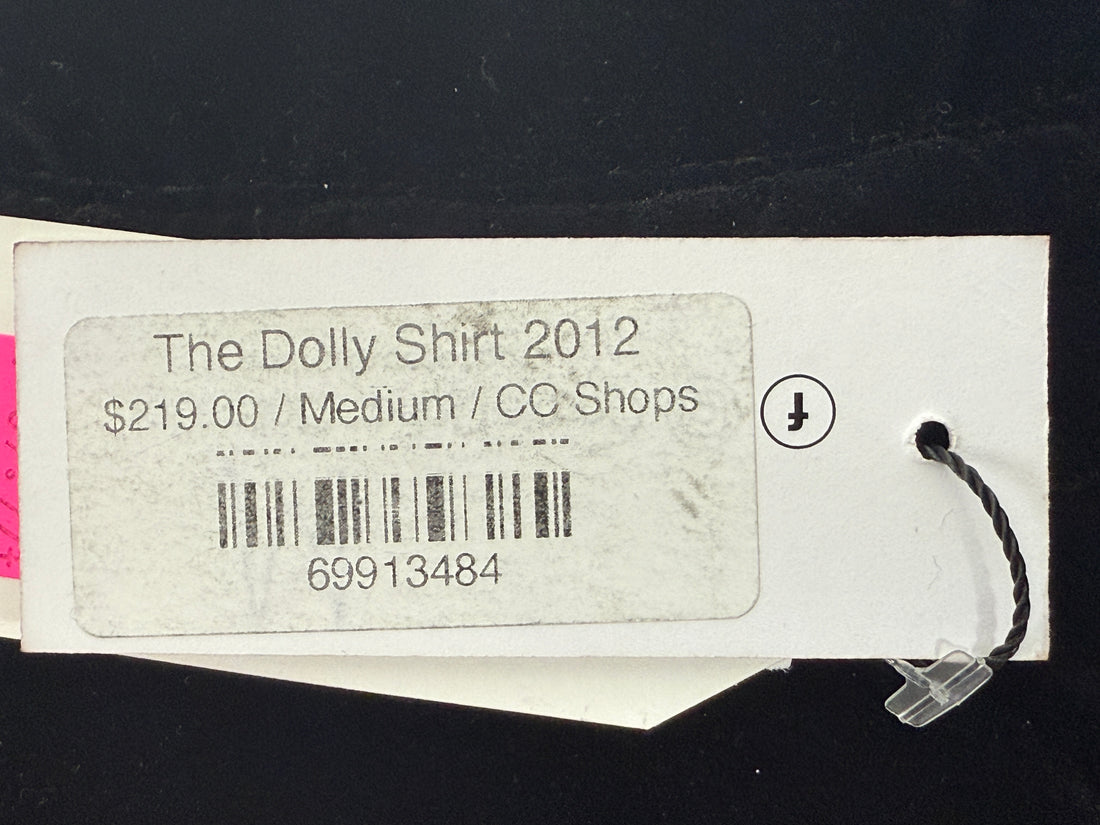 The Dolly Shirt 2012
$219.00 / Medium / CC Shops
69913484